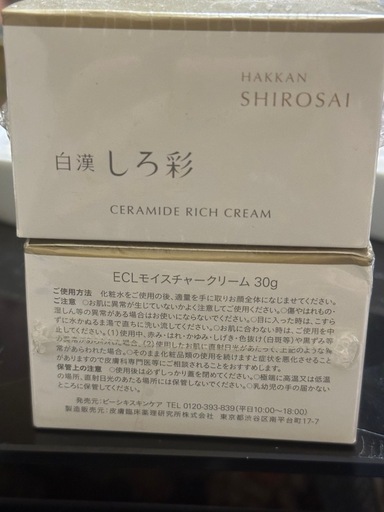 HAKKAN
SHIROSAI
白漢 しろ彩
CERAMIDE RICH CREAM
ECLモイスチャークリーム 30g
ご使用方法 化粧水をご使用の後、適量を手に取りお顔全体になじませてください。
ご注意 ○お肌に異常が生じていないかよく注意してご使用ください。○傷やはれもの・
湿しん等の異常がある場合はお使いにならないでください。○目に入った時は、こすら
ずに水かぬるま湯で直ちに洗い流してください。○お肌に合わない時は、ご使用を中
止してください。(1)使用中、赤み・はれ・かゆみ・しげき・色抜け(白斑等)や黒ずみ等
の異常があらわれた場合。(2)使用したお肌に直射日光があたって、上記のような異
常があらわれた場合。○そのまま化粧品類の使用を続けますと症状を悪化させること
がありますので皮膚科専門医等にご相談されることをおすすめします。
保管上の注意 ○使用後は必ずしっかり蓋を閉めてください。○極端に高温又は低温
の場所、直射日光のあたる場所には保管しないでください。○乳幼児の手の届かない
ところに保管してください。
発売元：ピーシキスキンケア TEL 0120-393-839(平日10:00〜18:00)
製造販売元：皮膚臨床薬理研究所株式会社 東京都渋谷区南平台町17-7